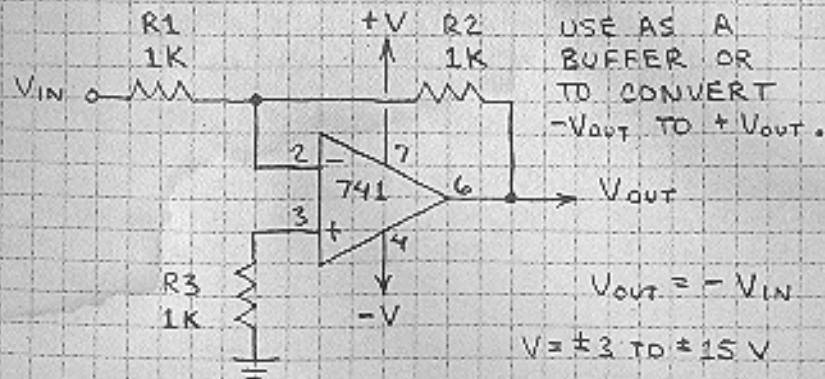 R1
1K
+V
R2
1K
USE AS A
BUFFER OR
TO CONVERT
-VOUT TO +VOUT.
VIN
2
-
7
741
6
VOUT
3
+
4
R3
1K
-V
VOUT = - VIN
V = ±3 TO ±15 V